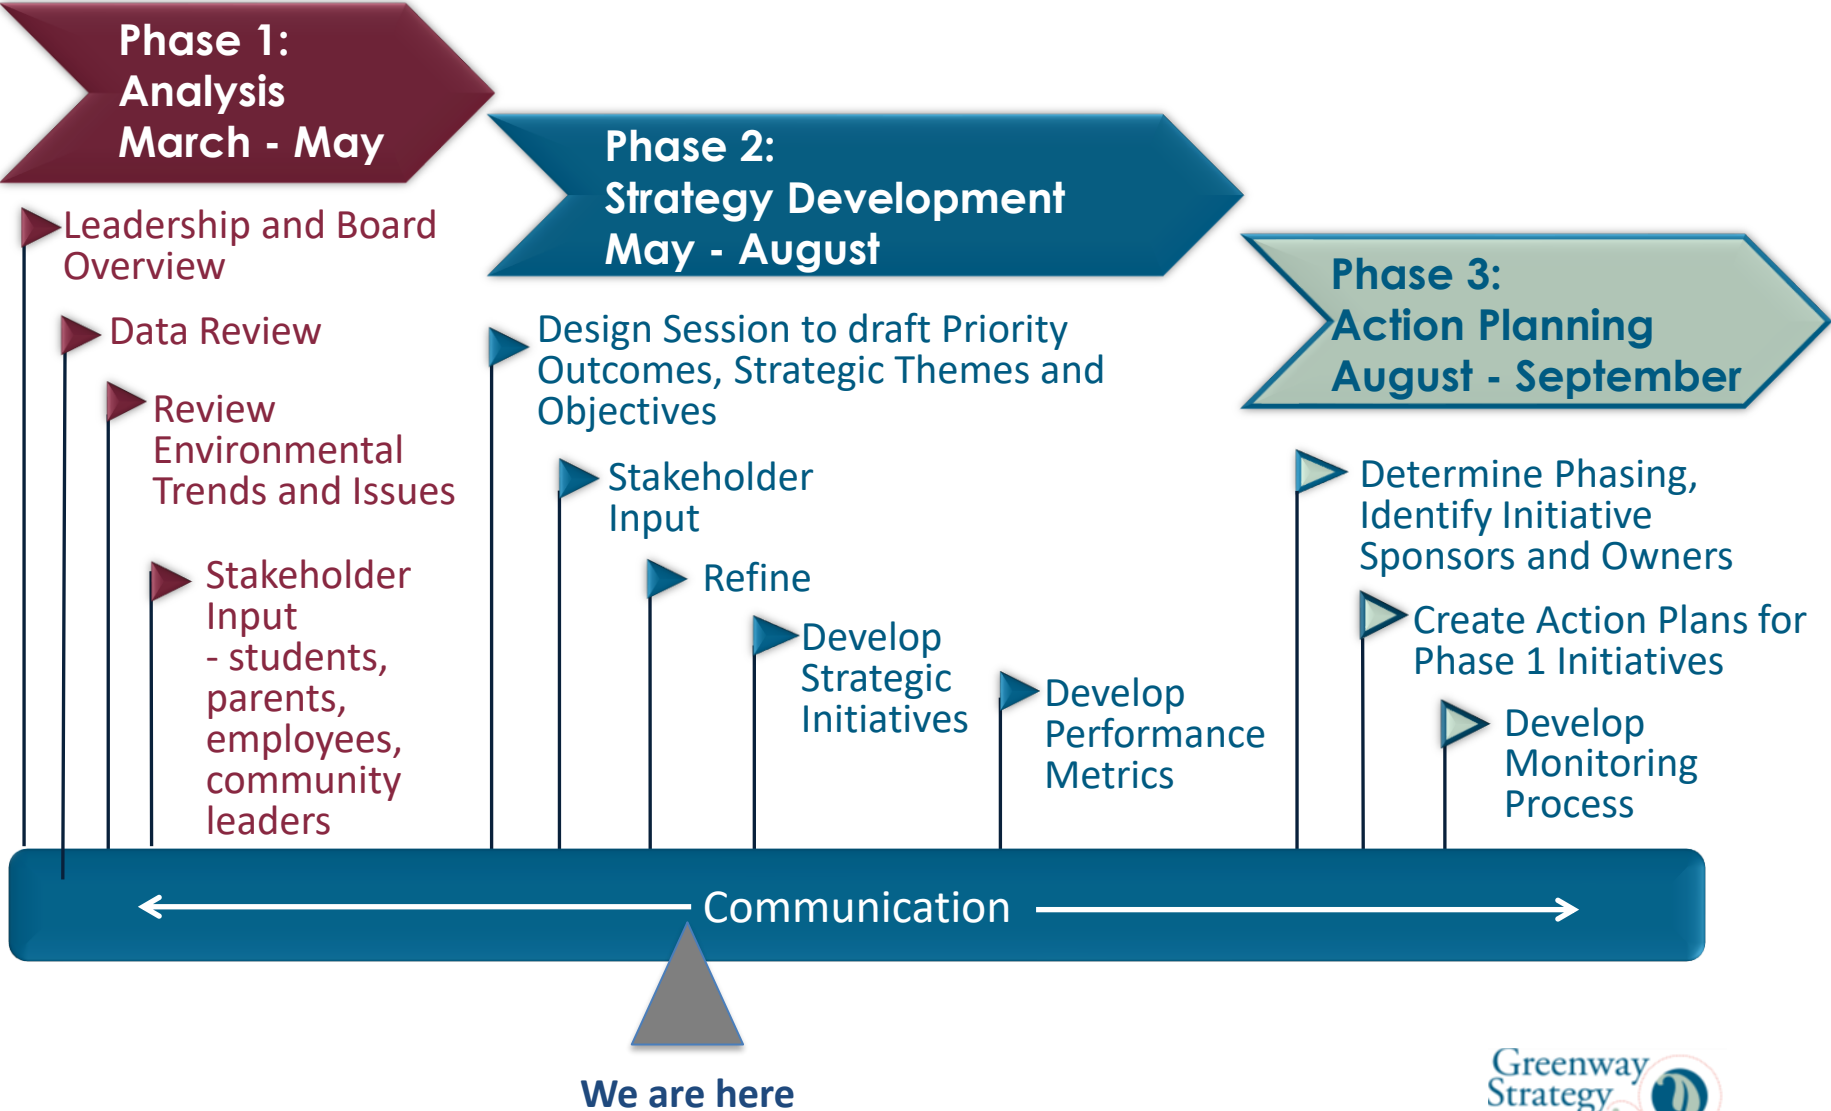 Phase 1:
Analysis
March - May
Phase 2:
Strategy Development
May - August
Phase 3:
Action Planning
August - September
Leadership and Board
Overview
Data Review
Review
Environmental
Trends and Issues
Stakeholder
Input
- students,
parents,
employees,
community
leaders
Design Session to draft Priority
Outcomes, Strategic Themes and
Objectives
Stakeholder
Input
Refine
Develop
Strategic
Initiatives
Develop
Performance
Metrics
Determine Phasing,
Identify Initiative
Sponsors and Owners
Create Action Plans for
Phase 1 Initiatives
Develop
Monitoring
Process
Communication
We are here
Greenway
Strategy